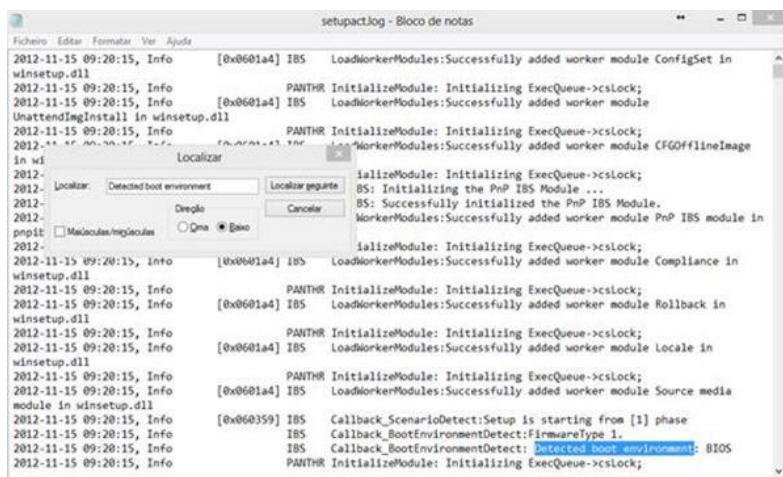 setupact.log - Bloco de notas
Ficheiro Editar Formatar Ver Ajuda
2012-11-15 09:20:15, Info [0x0601a4] IBS LoadWorkerModules:Successfully added worker module ConfigSet in
winsetup.dll
2012-11-15 09:20:15, Info PANTHR InitializeModule: Initializing ExecQueue->csLock;
2012-11-15 09:20:15, Info [0x0601a4] IBS LoadWorkerModules:Successfully added worker module
UnattendImgInstall in winsetup.dll
2012-11-15 09:20:15, Info PANTHR InitializeModule: Initializing ExecQueue->csLock;
LoadWorkerModules:Successfully added worker module CFGOfflineImage
in wi
Localizar
2012- ializeModule: Initializing ExecQueue->csLock;
Localizar: Detected boot environment Localizar seguinte
2012- BS: Initializing the PnP IBS Module ...
Direção Cancelar
2012- BS: Successfully initialized the PnP IBS Module.
Maiúsculas/minúsculas Cima Baixo
2012- WorkerModules:Successfully added worker module PnP IBS module in
pnpib
2012- ializeModule: Initializing ExecQueue->csLock;
2012-11-15 09:20:15, Info [0x0601a4] IBS LoadWorkerModules:Successfully added worker module Compliance in
winsetup.dll
2012-11-15 09:20:15, Info PANTHR InitializeModule: Initializing ExecQueue->csLock;
2012-11-15 09:20:15, Info [0x0601a4] IBS LoadWorkerModules:Successfully added worker module Rollback in
winsetup.dll
2012-11-15 09:20:15, Info PANTHR InitializeModule: Initializing ExecQueue->csLock;
2012-11-15 09:20:15, Info [0x0601a4] IBS LoadWorkerModules:Successfully added worker module Locale in
winsetup.dll
2012-11-15 09:20:15, Info PANTHR InitializeModule: Initializing ExecQueue->csLock;
2012-11-15 09:20:15, Info [0x0601a4] IBS LoadWorkerModules:Successfully added worker module Source media
module in winsetup.dll
2012-11-15 09:20:15, Info [0x060359] IBS Callback_ScenarioDetect:Setup is starting from [1] phase
2012-11-15 09:20:15, Info IBS Callback_BootEnvironmentDetect:FirmwareType 1.
2012-11-15 09:20:15, Info IBS Callback_BootEnvironmentDetect: Detected boot environment: BIOS
2012-11-15 09:20:15, Info PANTHR InitializeModule: Initializing ExecQueue->csLock;